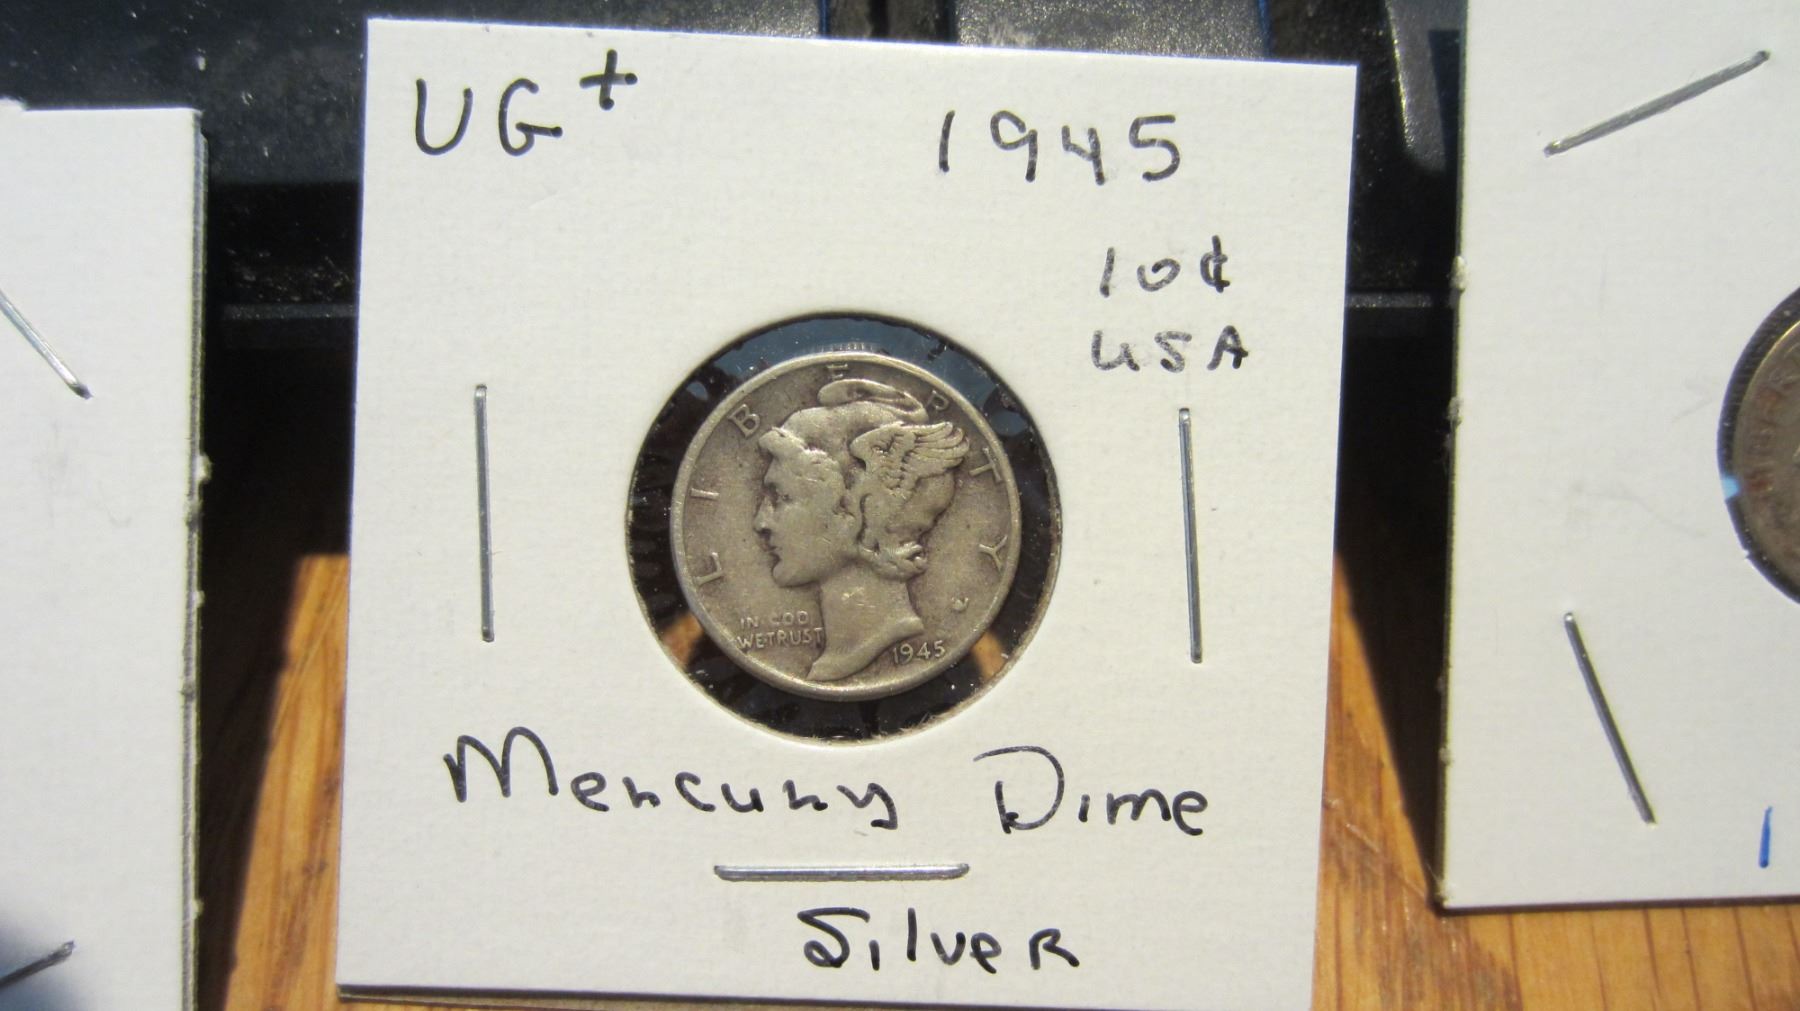 UG+
1945
10¢
USA
LIBERTY
IN GOD
WE TRUST
1945
Mercury Dime
Silver